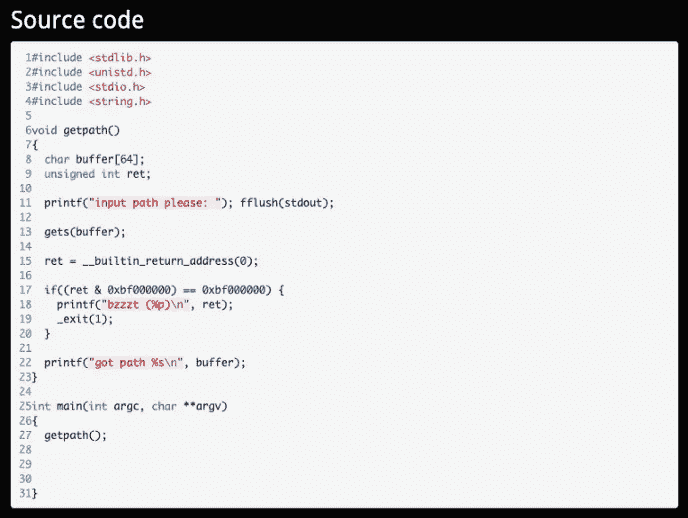 Source code
1#include <stdlib.h>
2#include <unistd.h>
3#include <stdio.h>
4#include <string.h>
5
6void getpath()
7{
8  char buffer[64];
9  unsigned int ret;
10
11  printf("input path please: "); fflush(stdout);
12
13  gets(buffer);
14
15  ret = __builtin_return_address(0);
16
17  if((ret & 0xbf000000) == 0xbf000000) {
18    printf("bzzzt (%p)\n", ret);
19    _exit(1);
20  }
21
22  printf("got path %s\n", buffer);
23}
24
25int main(int argc, char **argv)
26{
27  getpath();
28
29
30
31}